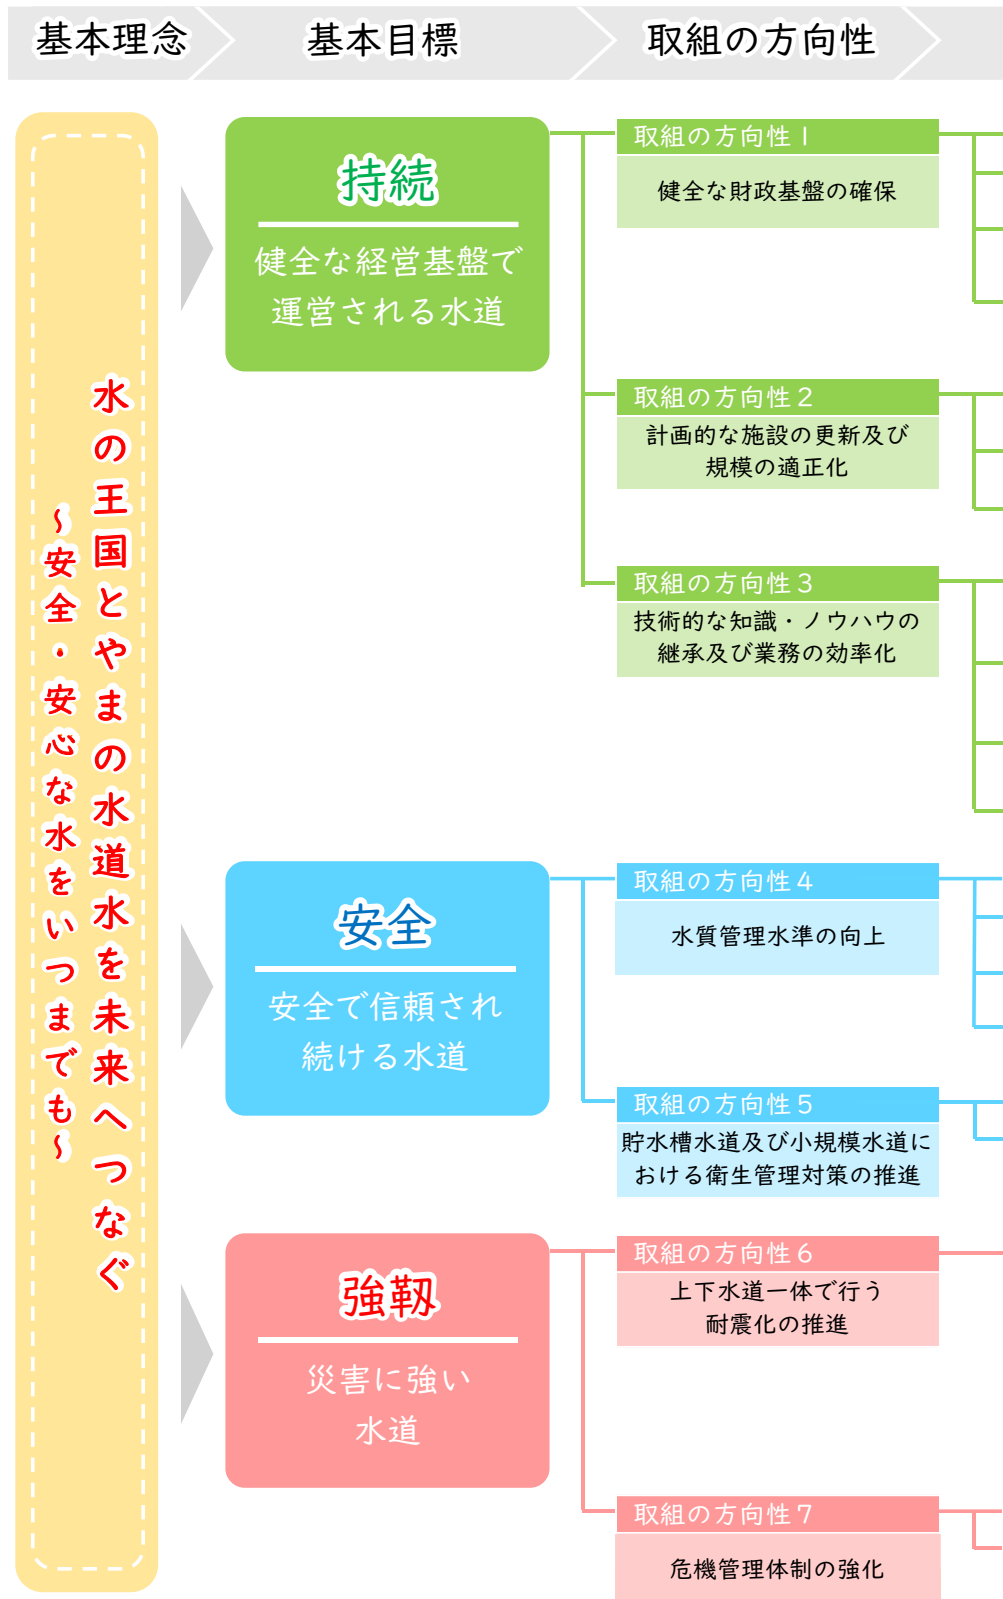 基本理念
基本目標
取組の方向性
水の王国とやまの水道水を未来へつなぐ
～安全・安心な水をいつまでも～
持続
健全な経営基盤で
運営される水道
取組の方向性1
健全な財政基盤の確保
取組の方向性2
計画的な施設の更新及び
規模の適正化
取組の方向性3
技術的な知識・ノウハウの
継承及び業務の効率化
安全
安全で信頼され
続ける水道
取組の方向性4
水質管理水準の向上
取組の方向性5
貯水槽水道及び小規模水道に
おける衛生管理対策の推進
強靱
災害に強い
水道
取組の方向性6
上下水道一体で行う
耐震化の推進
取組の方向性7
危機管理体制の強化